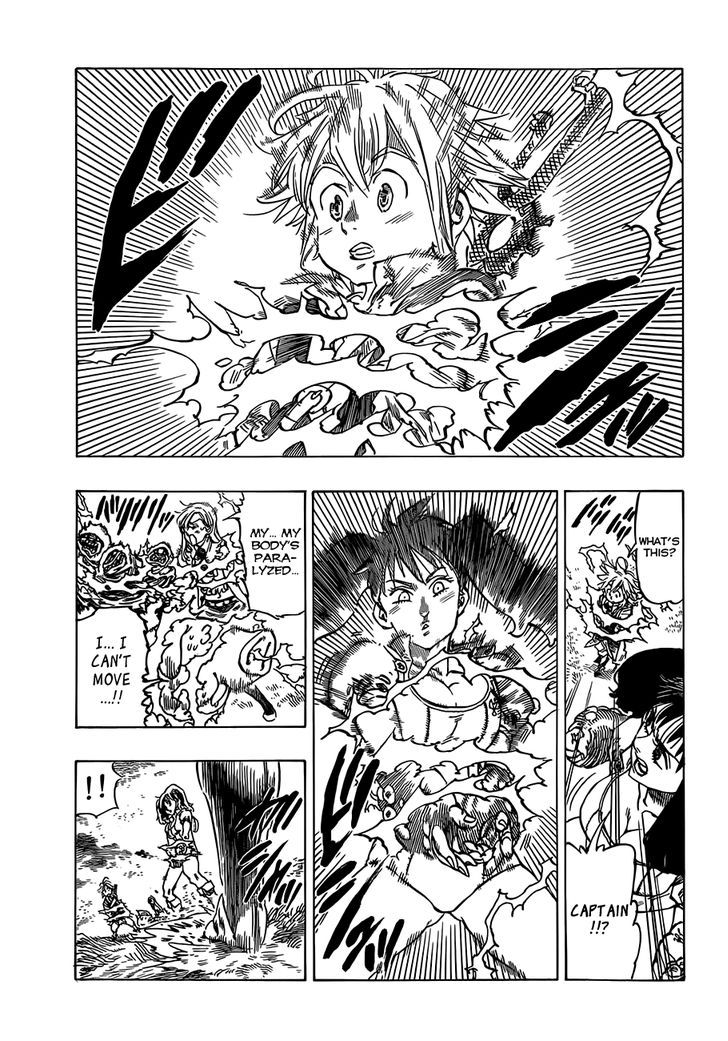 WHAT'S
THIS?
CAPTAIN
!!?
MY... MY
BODY'S
PARA-
LYZED...
I... I
CAN'T
MOVE
....!!
!!